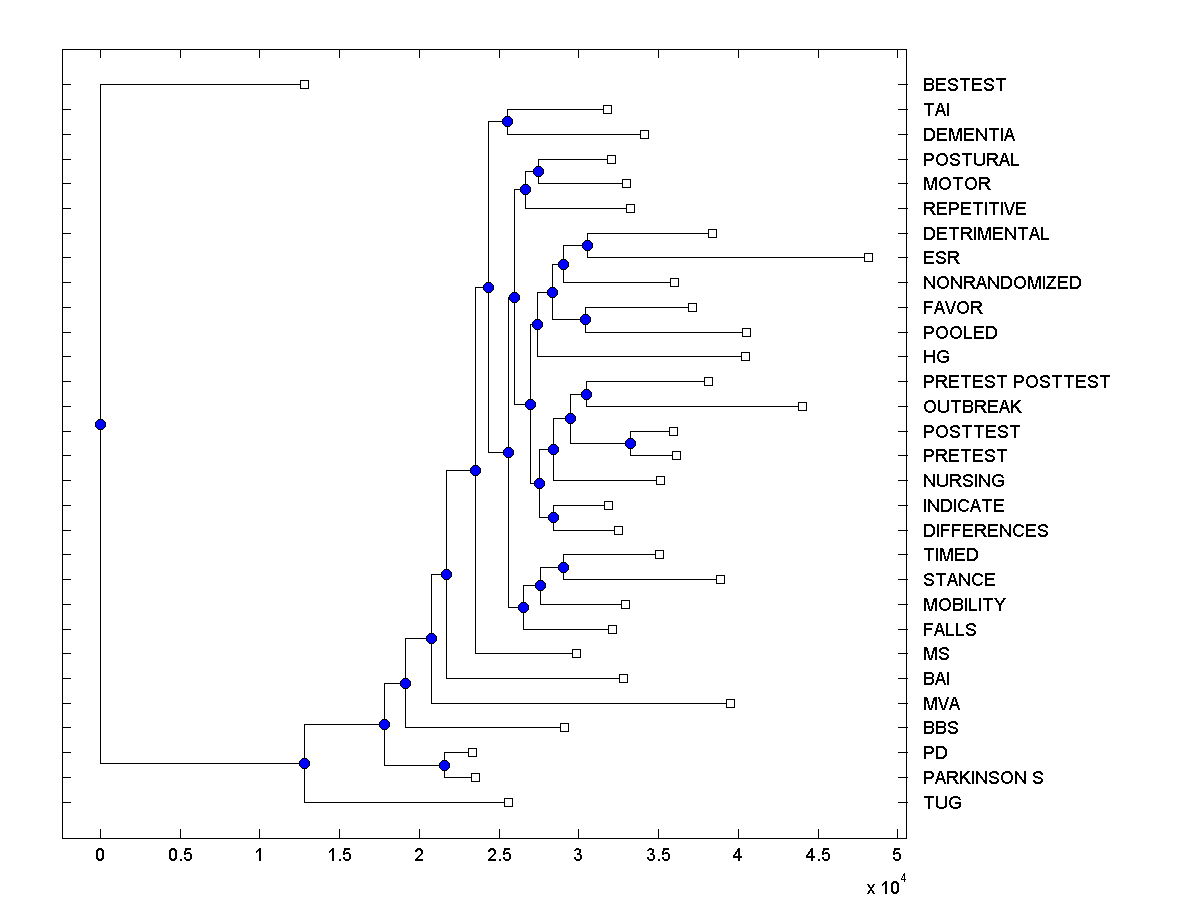 BESTEST
TAI
DEMENTIA
POSTURAL
MOTOR
REPETITIVE
DETRIMENTAL
ESR
NONRANDOMIZED
FAVOR
POOLED
HG
PRETEST POSTTEST
OUTBREAK
POSTTEST
PRETEST
NURSING
INDICATE
DIFFERENCES
TIMED
STANCE
MOBILITY
FALLS
MS
BAI
MVA
BBS
PD
PARKINSON S
TUG
0 0.5 1 1.5 2 2.5 3 3.5 4 4.5 5
x 10^4